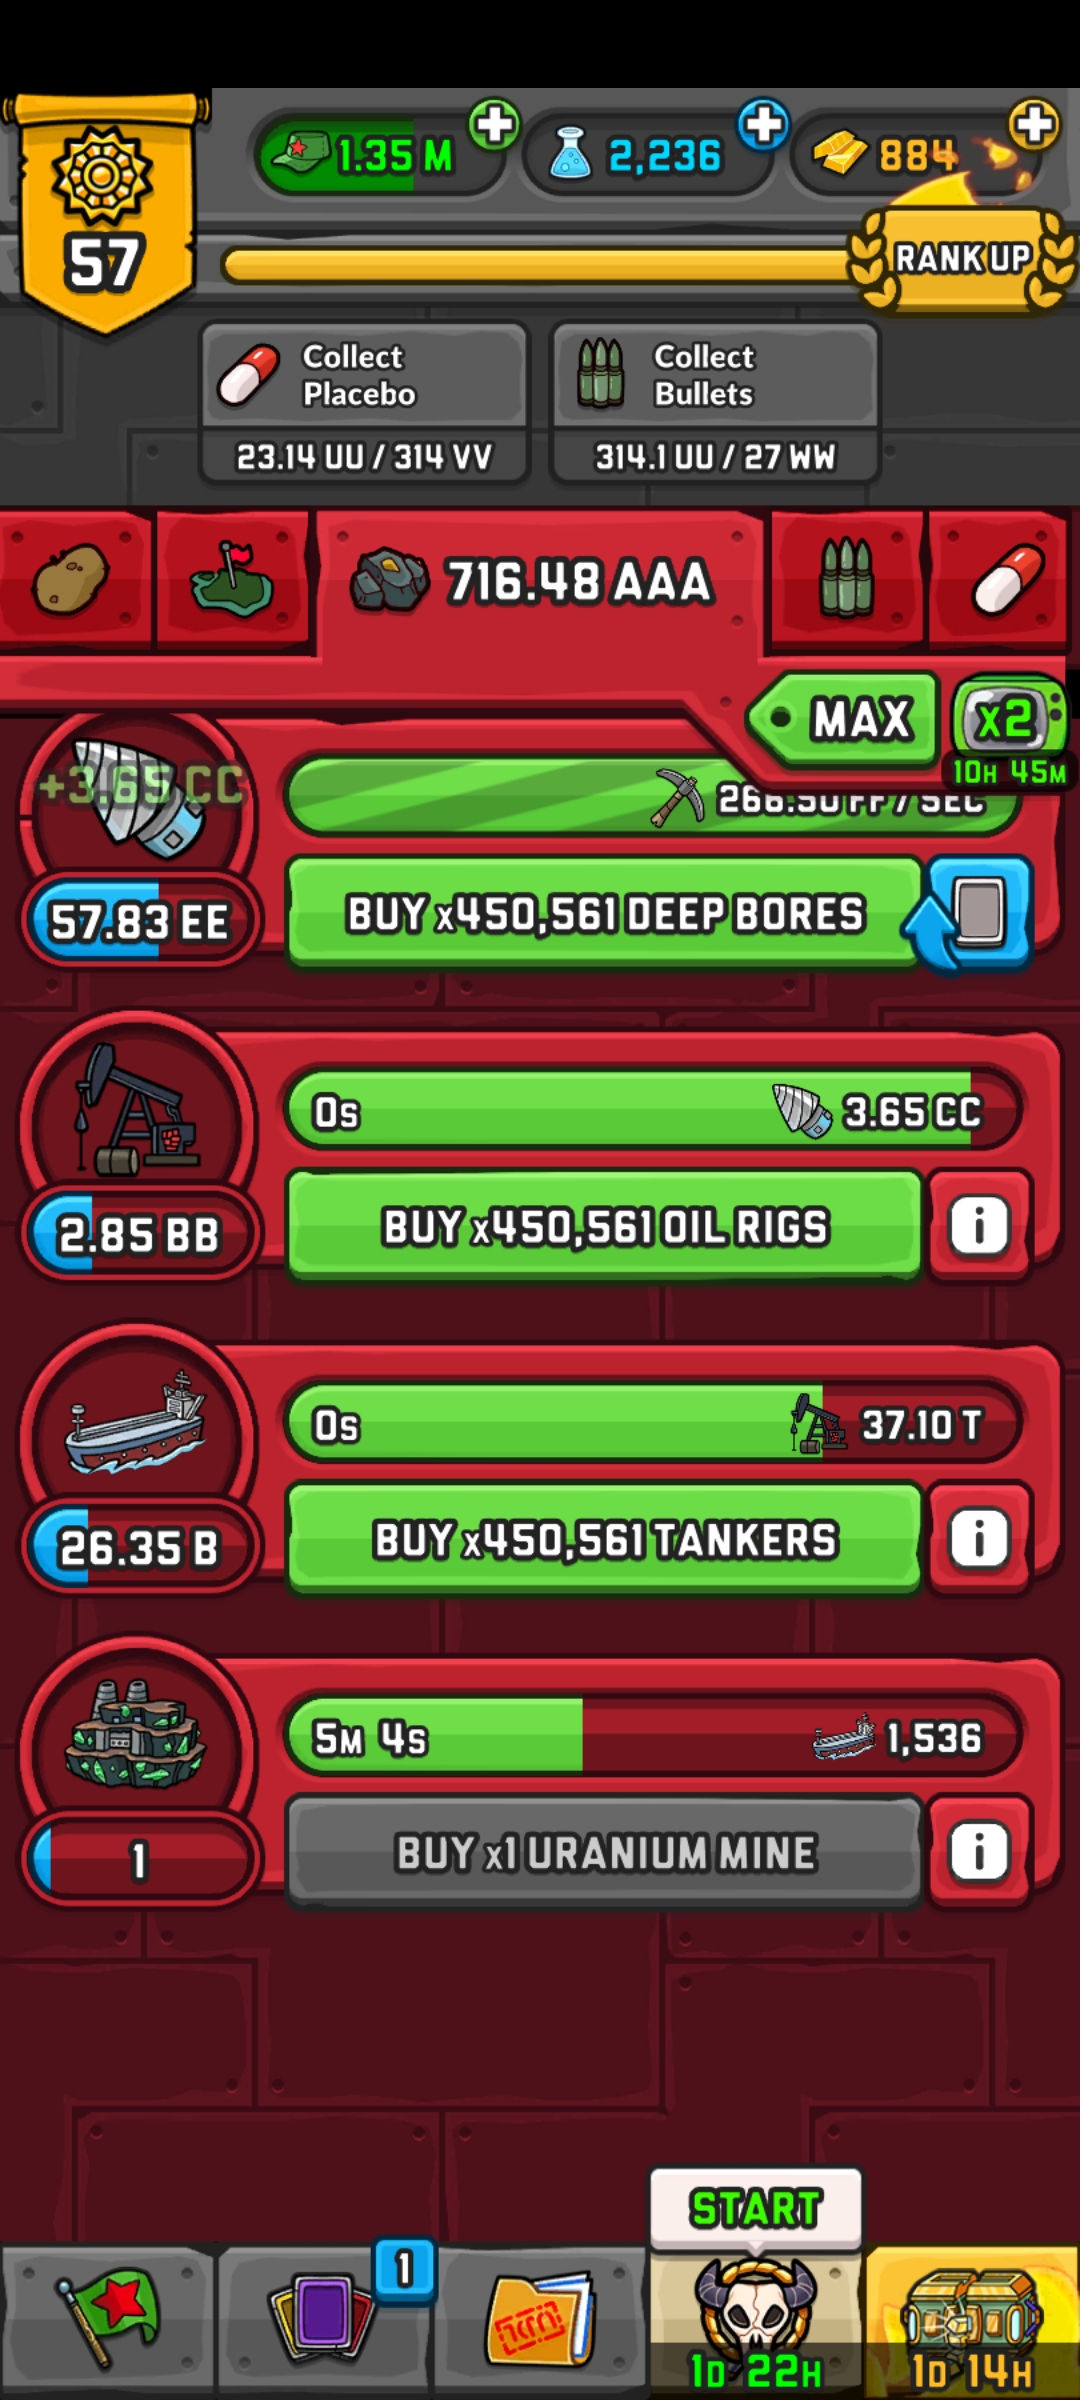 1.35 M
2,236
884
57
RANK UP
Collect
Placebo
23.14 UU / 314 VV
Collect
Bullets
314.1 UU / 27 WW
716.48 AAA
MAX
x2
10H 45M
+3.65 CC
266.50 FF / SEC
57.83 EE
BUY x450,561 DEEP BORES
0s
3.65 CC
2.85 BB
BUY x450,561 OIL RIGS
i
0s
37.10 T
26.35 B
BUY x450,561 TANKERS
i
5M 4s
1,536
1
BUY x1 URANIUM MINE
i
START
1
1D 22H
1D 14H